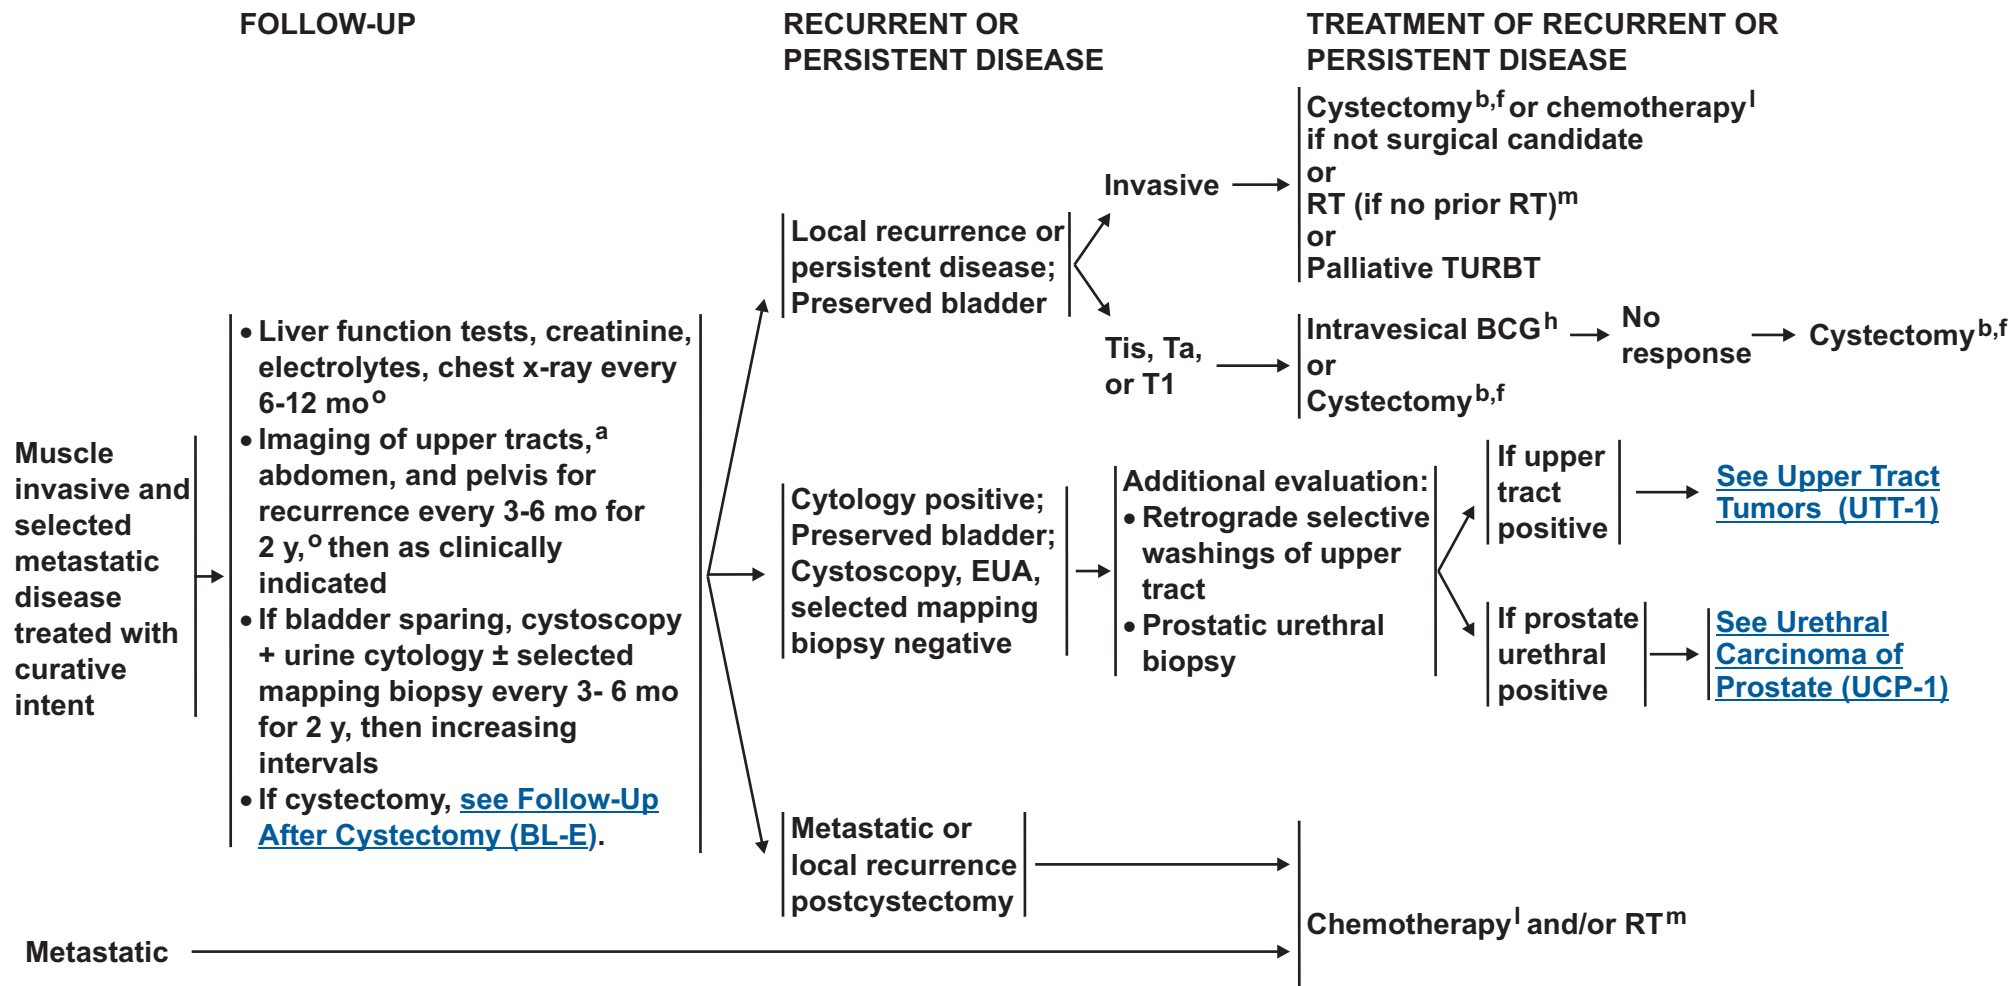 FOLLOW-UP
RECURRENT OR
PERSISTENT DISEASE
TREATMENT OF RECURRENT OR
PERSISTENT DISEASE
Muscle
invasive and
selected
metastatic
disease
treated with
curative
intent
• Liver function tests, creatinine,
electrolytes, chest x-ray every
6-12 mo^o
• Imaging of upper tracts,^a
abdomen, and pelvis for
recurrence every 3-6 mo for
2 y,^o then as clinically
indicated
• If bladder sparing, cystoscopy
+ urine cytology ± selected
mapping biopsy every 3- 6 mo
for 2 y, then increasing
intervals
• If cystectomy, see Follow-Up
After Cystectomy (BL-E).
Local recurrence or
persistent disease;
Preserved bladder
Invasive
Cystectomy^b,f or chemotherapy^l
if not surgical candidate
or
RT (if no prior RT)^m
or
Palliative TURBT
Tis, Ta,
or T1
Intravesical BCG^h
or
Cystectomy^b,f
No
response
Cystectomy^b,f
Cytology positive;
Preserved bladder;
Cystoscopy, EUA,
selected mapping
biopsy negative
Additional evaluation:
• Retrograde selective
washings of upper
tract
• Prostatic urethral
biopsy
If upper
tract
positive
See Upper Tract
Tumors (UTT-1)
If prostate
urethral
positive
See Urethral
Carcinoma of
Prostate (UCP-1)
Metastatic or
local recurrence
postcystectomy
Metastatic
Chemotherapy^l and/or RT^m